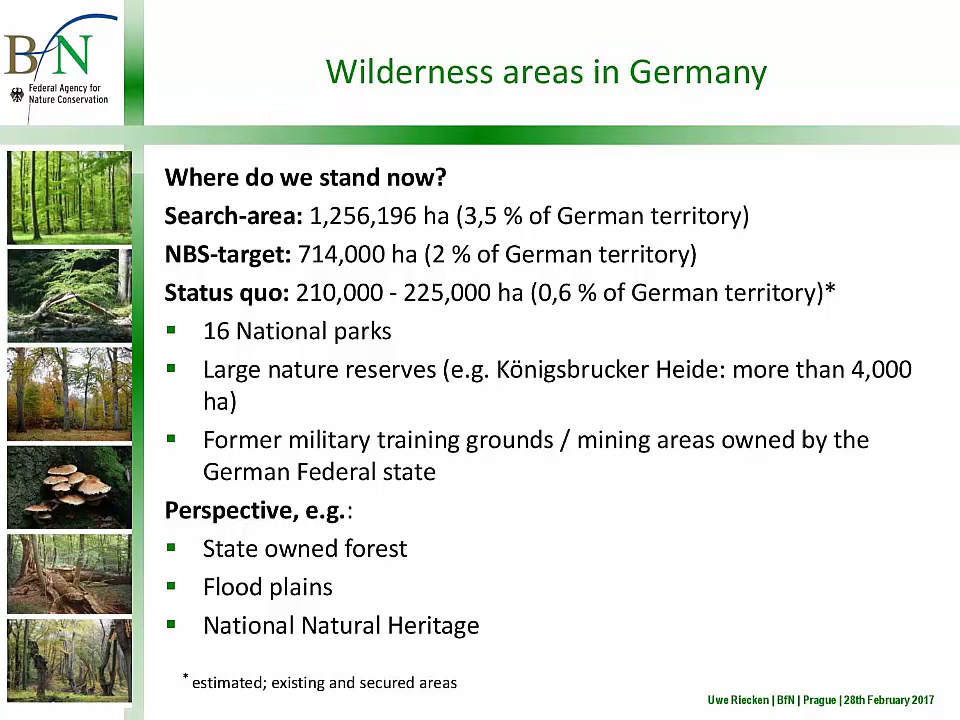 BfN
Federal Agency for
Nature Conservation
Wilderness areas in Germany
Where do we stand now?
Search-area: 1,256,196 ha (3,5 % of German territory)
NBS-target: 714,000 ha (2 % of German territory)
Status quo: 210,000 - 225,000 ha (0,6 % of German territory)*
▪ 16 National parks
▪ Large nature reserves (e.g. Königsbrucker Heide: more than 4,000
ha)
▪ Former military training grounds / mining areas owned by the
German Federal state
Perspective, e.g.:
▪ State owned forest
▪ Flood plains
▪ National Natural Heritage
* estimated; existing and secured areas
Uwe Riecken | BfN | Prague | 28th February 2017